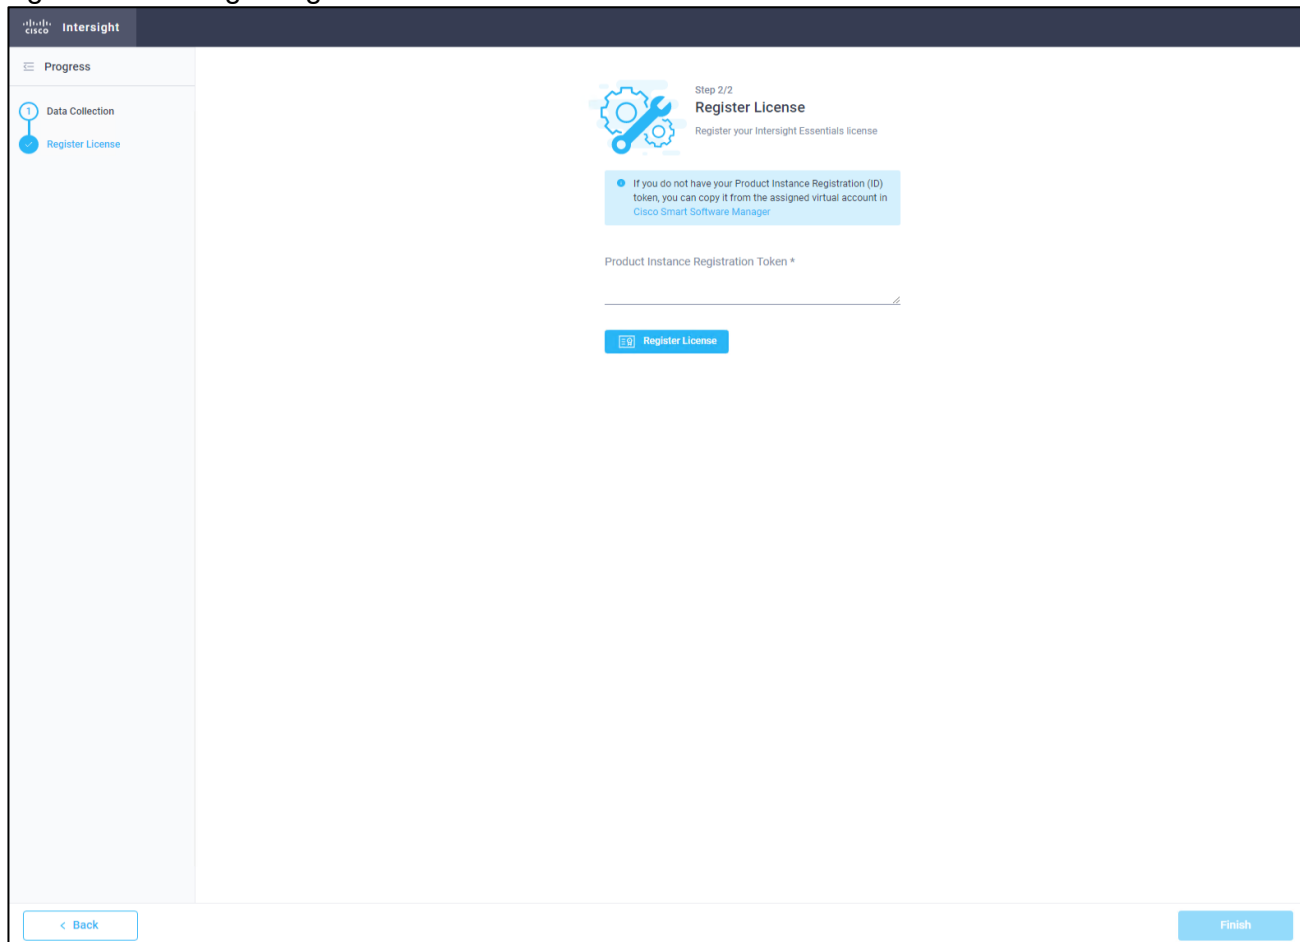 cisco Intersight
Progress
1 Data Collection
Register License
Step 2/2
Register License
Register your Intersight Essentials license
If you do not have your Product Instance Registration (ID)
token, you can copy it from the assigned virtual account in
Cisco Smart Software Manager
Product Instance Registration Token *
Register License
< Back
Finish